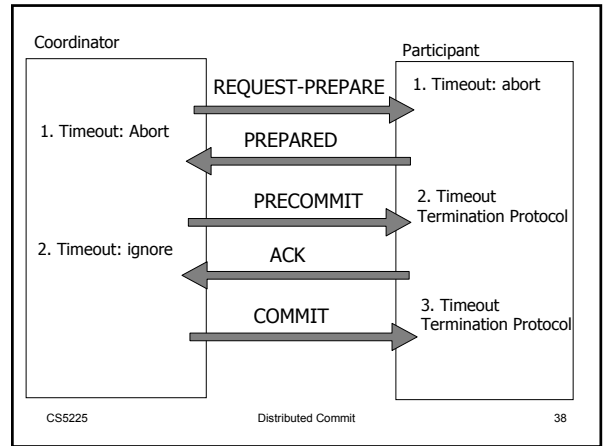 Coordinator
Participant
REQUEST-PREPARE
1. Timeout: abort
1. Timeout: Abort
PREPARED
PRECOMMIT
2. Timeout
Termination Protocol
2. Timeout: ignore
ACK
COMMIT
3. Timeout
Termination Protocol
CS5225
Distributed Commit
38